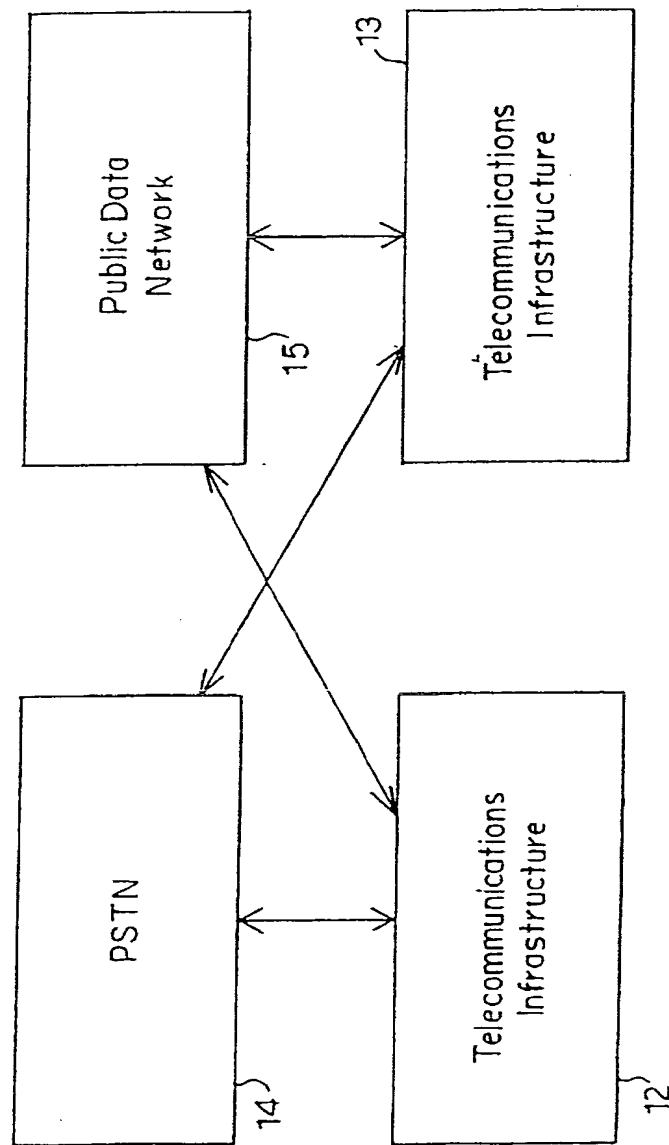 PSTN
14
Public Data
Network
15
Telecommunications
Infrastructure
12
Telecommunications
Infrastructure
13